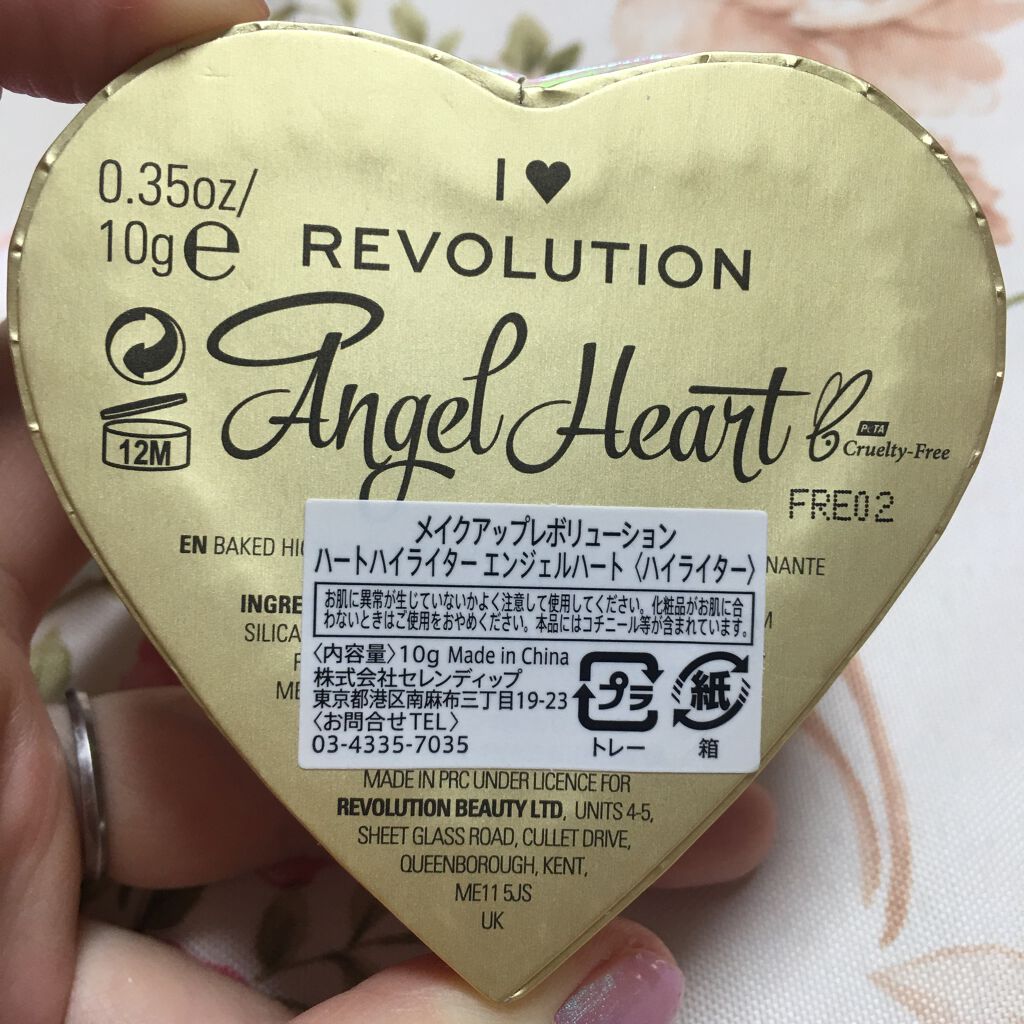 0.35oz/
10g e
I ♥
REVOLUTION
Angel Heart
12M
PETA
Cruelty-Free
FRE02
EN BAKED
NANTE
メイクアップレボリューション
ハートハイライター エンジェルハート〈ハイライター〉
お肌に異常が生じていないかよく注意して使用してください。化粧品がお肌に合
わないときはご使用をおやめください。本品にはコチニール等が含まれています。
〈内容量〉10g Made in China
株式会社セレンディップ
東京都港区南麻布三丁目19-23
〈お問合せTEL〉
03-4335-7035
プラ
トレー
紙
箱
MADE IN PRC UNDER LICENCE FOR
REVOLUTION BEAUTY LTD, UNITS 4-5,
SHEET GLASS ROAD, CULLET DRIVE,
QUEENBOROUGH, KENT,
ME11 5JS
UK